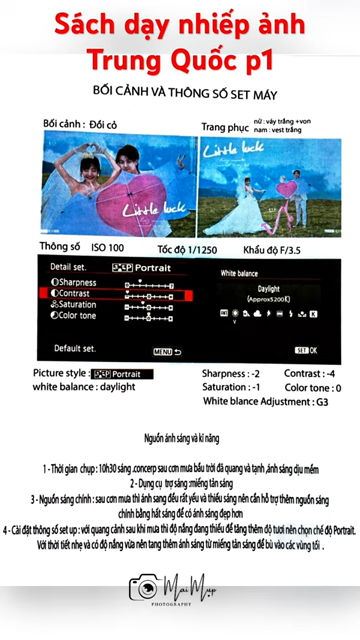 Sách dạy nhiếp ảnh
Trung Quốc p1
BỐI CẢNH VÀ THÔNG SỐ SET MÁY
Bối cảnh : Đồi cỏ
Trang phục
nữ : váy trắng +von
nam : vest trắng
Little luck
Little luck
Thông số ISO 100 Tốc độ 1/1250 Khẩu độ F/3.5
Detail set. Portrait
Sharpness
Contrast
Saturation
Color tone
Default set. MENU
White balance
Daylight
(Approx5200K)
SET OK
Picture style : Portrait
white balance : daylight
Sharpness : -2 Contrast : -4
Saturation : -1 Color tone : 0
White blance Adjustment : G3
Nguồn ánh sáng và kĩ năng
1 - Thời gian chụp : 10h30 sáng .concerp sau cơn mưa bầu trời đã quang và tạnh ,ánh sáng dịu mềm
2 - Dụng cụ trợ sáng :miếng tản sáng
3 - Nguồn sáng chính : sau cơn mưa thì ánh sang đều rất yếu và thiếu sáng nên cần hỗ trợ thêm nguồn sáng
chính bằng hắt sáng để có ánh sáng đẹp hơn
4 - Cài đặt thông số set up : với quang cảnh sau khi mưa thì độ nắng đang thiếu để tăng thêm độ tươi nên chọn chế độ Portrait.
Với thời tiết nhẹ và có độ nắng vừa nên tang thêm ánh sáng từ miếng tản sáng để bù vào các vùng tối .
Mai Mup
PHOTOGRAPHY